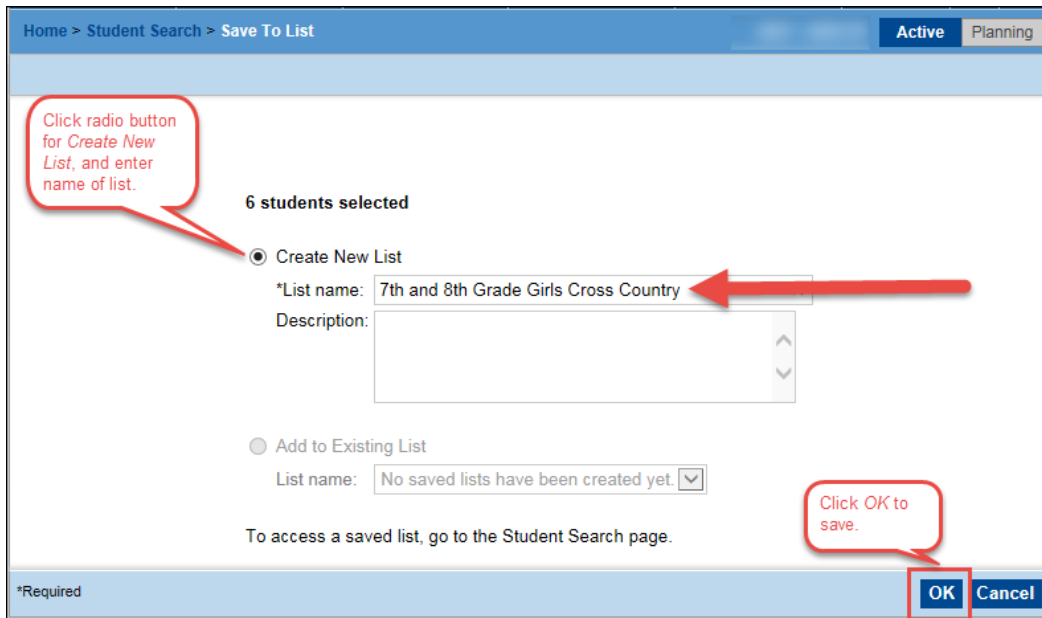 Home > Student Search > Save To List
Active
Planning
Click radio button
for Create New
List, and enter
name of list.
6 students selected
Create New List
*List name: 7th and 8th Grade Girls Cross Country
Description:
Add to Existing List
List name: No saved lists have been created yet.
Click OK to
save.
To access a saved list, go to the Student Search page.
*Required
OK
Cancel